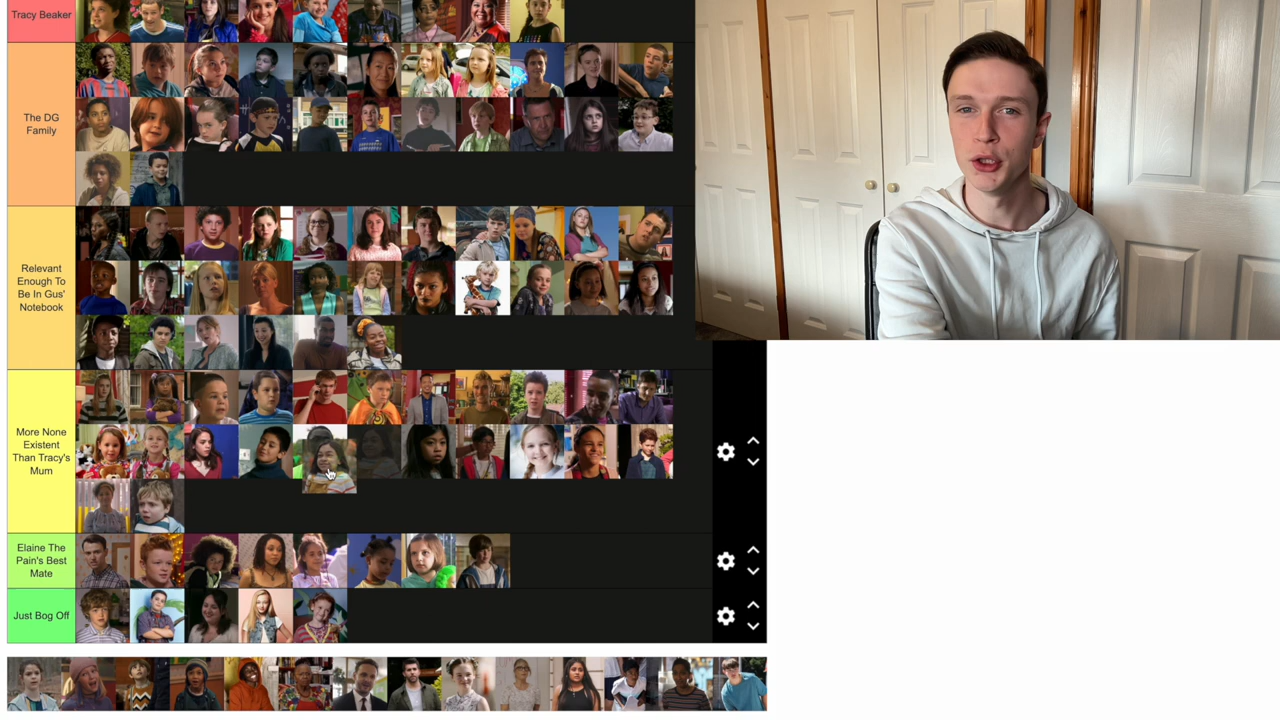 Tracy Beaker
The DG
Family
Relevant
Enough To
Be In Gus'
Notebook
More None
Existent
Than Tracy's
Mum
Elaine The
Pain's Best
Mate
Just Bog Off